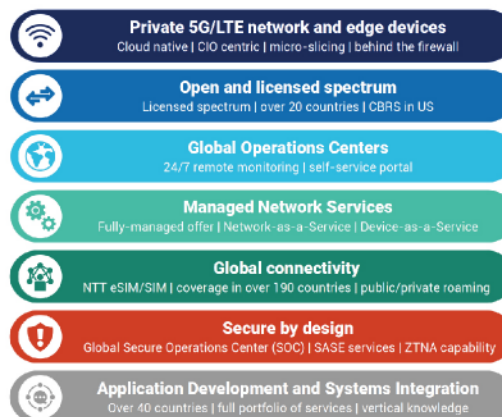 Private 5G/LTE network and edge devices
Cloud native | CIO centric | micro-slicing | behind the firewall
Open and licensed spectrum
Licensed spectrum | over 20 countries | CBRS in US
Global Operations Centers
24/7 remote monitoring | self-service portal
Managed Network Services
Fully-managed offer | Network-as-a-Service | Device-as-a-Service
Global connectivity
NTT eSIM/SIM | coverage in over 190 countries | public/private roaming
Secure by design
Global Secure Operations Center (SOC) | SASE services | ZTNA capability
Application Development and Systems Integration
Over 40 countries | full portfolio of services | vertical knowledge